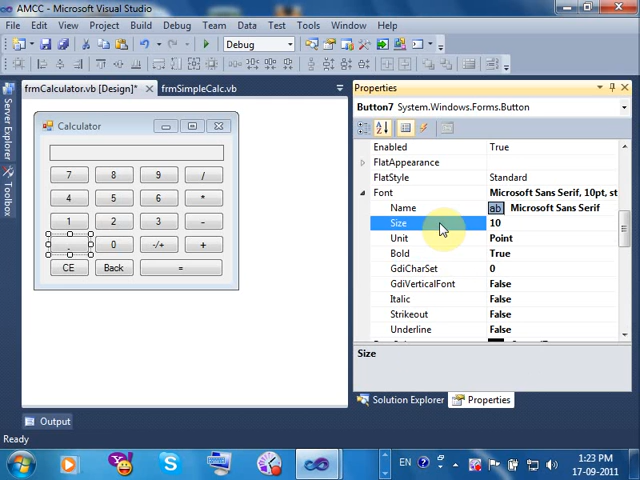 AMCC - Microsoft Visual Studio
File Edit View Project Build Debug Team Data Test Tools Window Help
Debug
frmCalculator.vb [Design]* frmSimpleCalc.vb
Server Explorer
Toolbox
Calculator
7 8 9 /
4 5 6 *
1 2 3 -
. 0 -/+ +
CE Back =
Properties
Button7 System.Windows.Forms.Button
Enabled True
FlatAppearance
FlatStyle Standard
Font Microsoft Sans Serif, 10pt, st
Name ab Microsoft Sans Serif
Size 10
Unit Point
Bold True
GdiCharSet 0
GdiVerticalFont False
Italic False
Strikeout False
Underline False
Size
Solution Explorer Properties
Output
Ready
EN 1:23 PM
17-09-2011